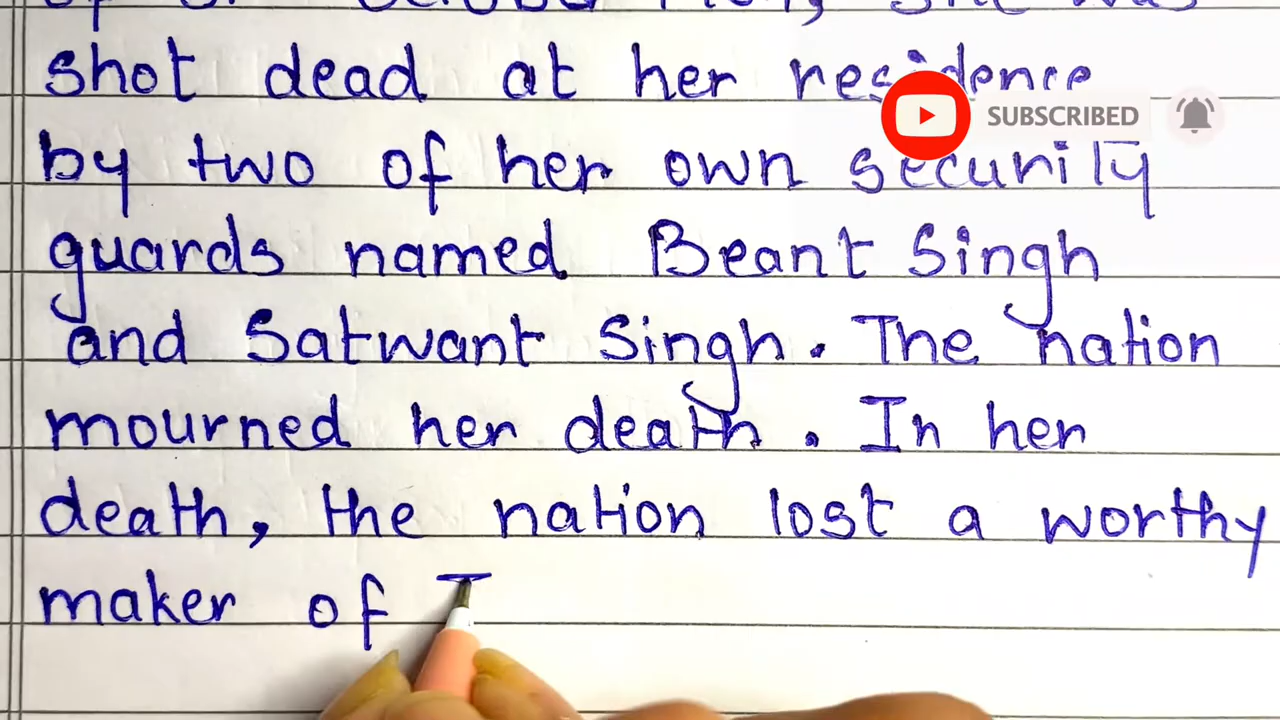 shot dead at her residence
SUBSCRIBED
by two of her own security
guards named Beant Singh
and Satwant Singh. The nation
mourned her death. In her
death, the nation lost a worthy
maker of